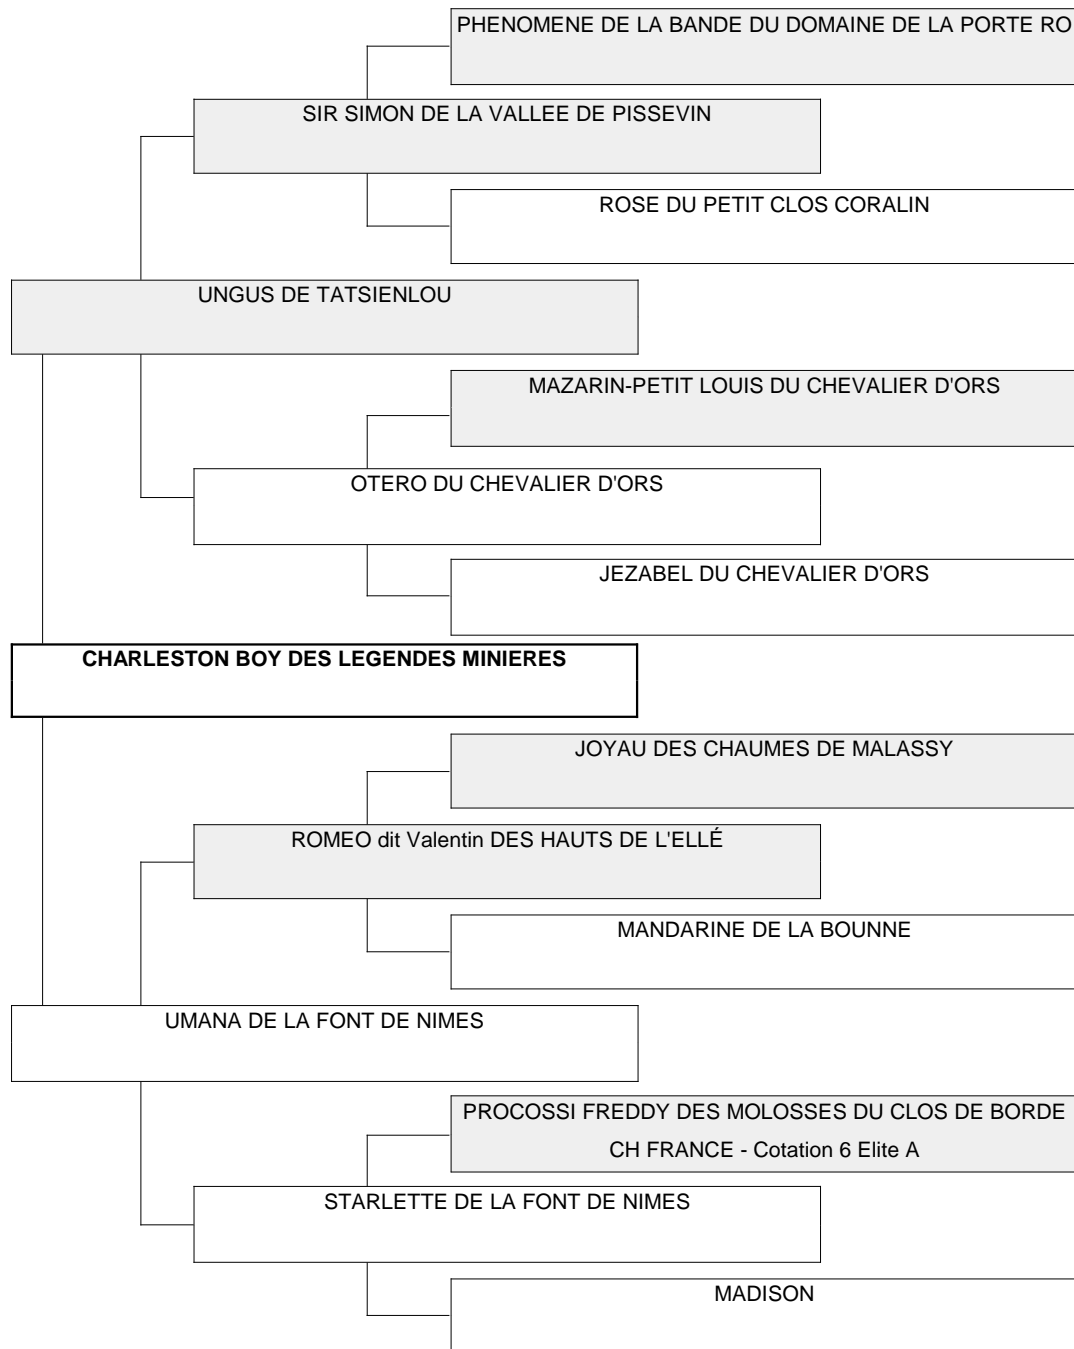 PHENOMENE DE LA BANDE DU DOMAINE DE LA PORTE RO
SIR SIMON DE LA VALLEE DE PISSEVIN
ROSE DU PETIT CLOS CORALIN
UNGUS DE TATSIENLOU
MAZARIN-PETIT LOUIS DU CHEVALIER D'ORS
OTERO DU CHEVALIER D'ORS
JEZABEL DU CHEVALIER D'ORS
CHARLESTON BOY DES LEGENDES MINIERES
JOYAU DES CHAUMES DE MALASSY
ROMEO dit Valentin DES HAUTS DE L'ELLÉ
MANDARINE DE LA BOUNNE
UMANA DE LA FONT DE NIMES
PROCOSSI FREDDY DES MOLOSSES DU CLOS DE BORDE
CH FRANCE - Cotation 6 Elite A
STARLETTE DE LA FONT DE NIMES
MADISON